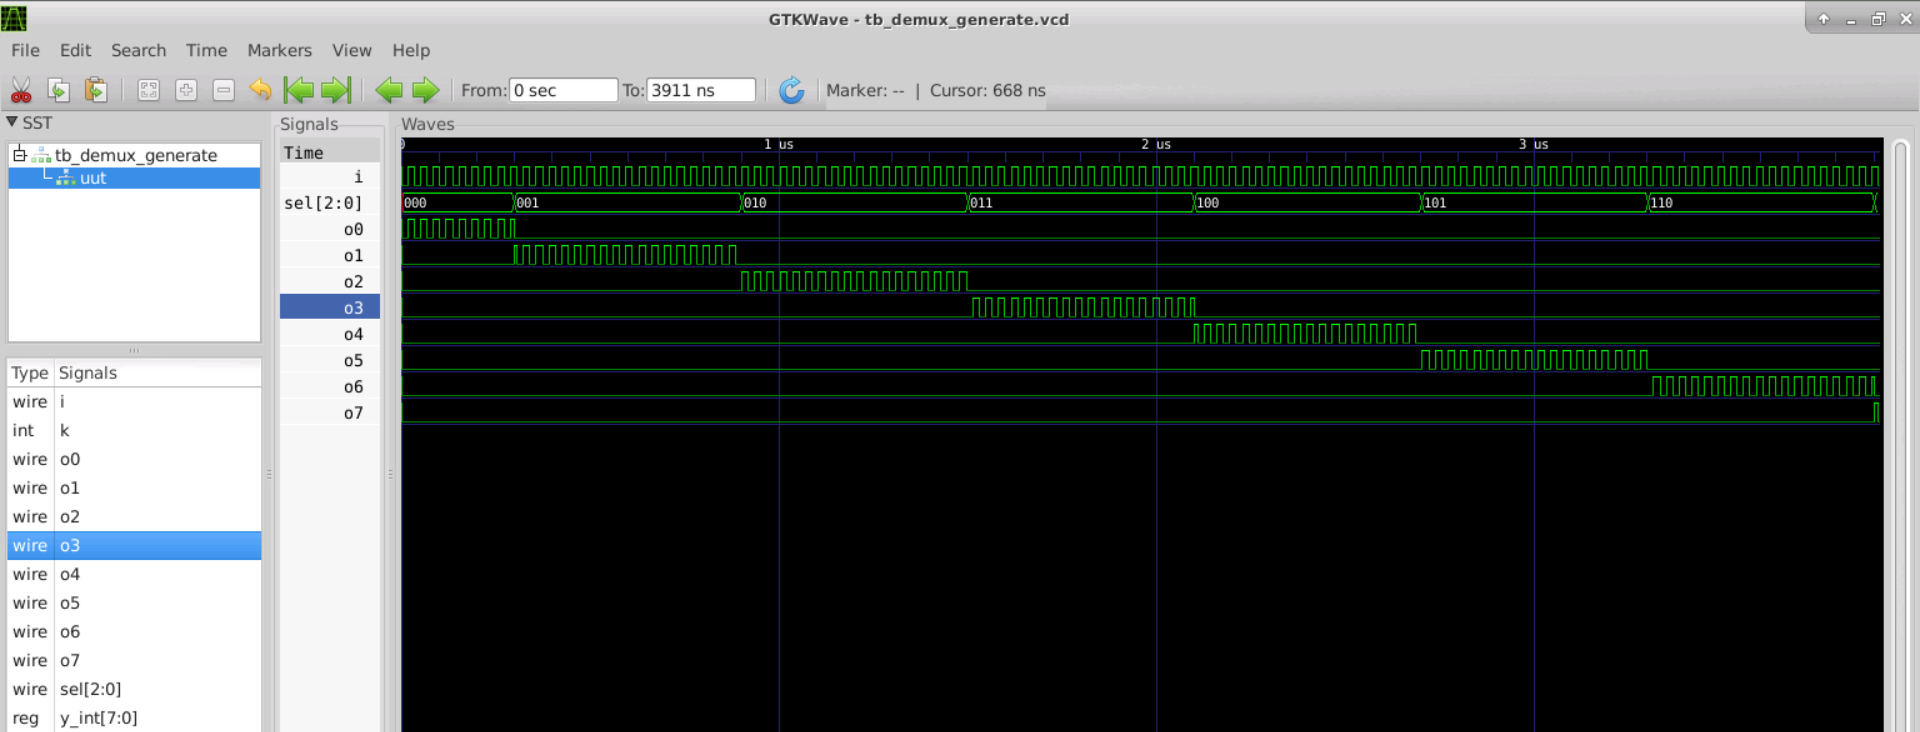 GTKWave - tb_demux_generate.vcd
File Edit Search Time Markers View Help
From: 0 sec To: 3911 ns Marker: -- | Cursor: 668 ns
SST
tb_demux_generate
uut
Type Signals
wire i
int k
wire o0
wire o1
wire o2
wire o3
wire o4
wire o5
wire o6
wire o7
wire sel[2:0]
reg y_int[7:0]
Signals
Time
i
sel[2:0]
o0
o1
o2
o3
o4
o5
o6
o7
Waves
0 1 us 2 us 3 us
000 001 010 011 100 101 110